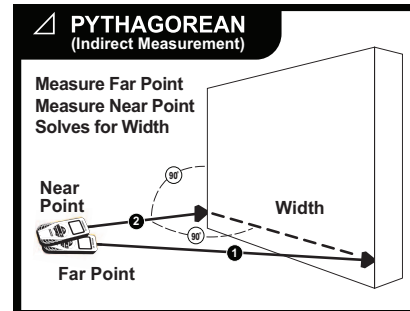 PYTHAGOREAN
(Indirect Measurement)
Measure Far Point
Measure Near Point
Solves for Width
90°
Near
Point
2
Width
90°
1
Far Point